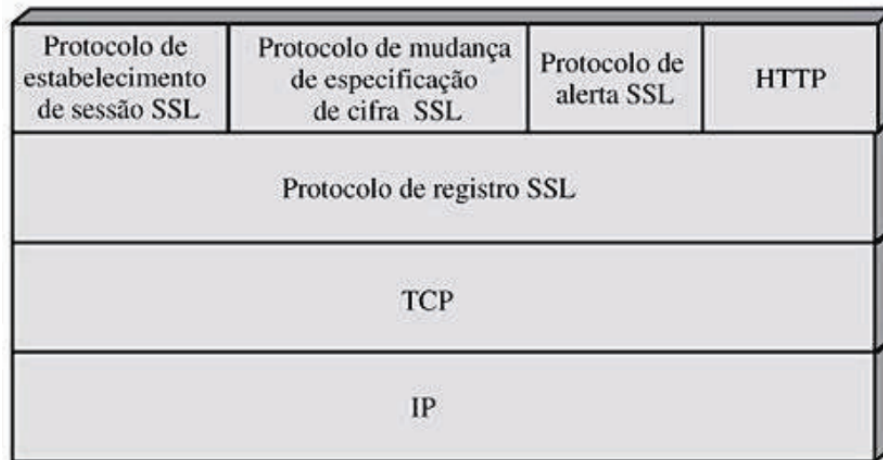 Protocolo de
estabelecimento
de sessão SSL
Protocolo de mudança
de especificação
de cifra SSL
Protocolo de
alerta SSL
HTTP
Protocolo de registro SSL
TCP
IP